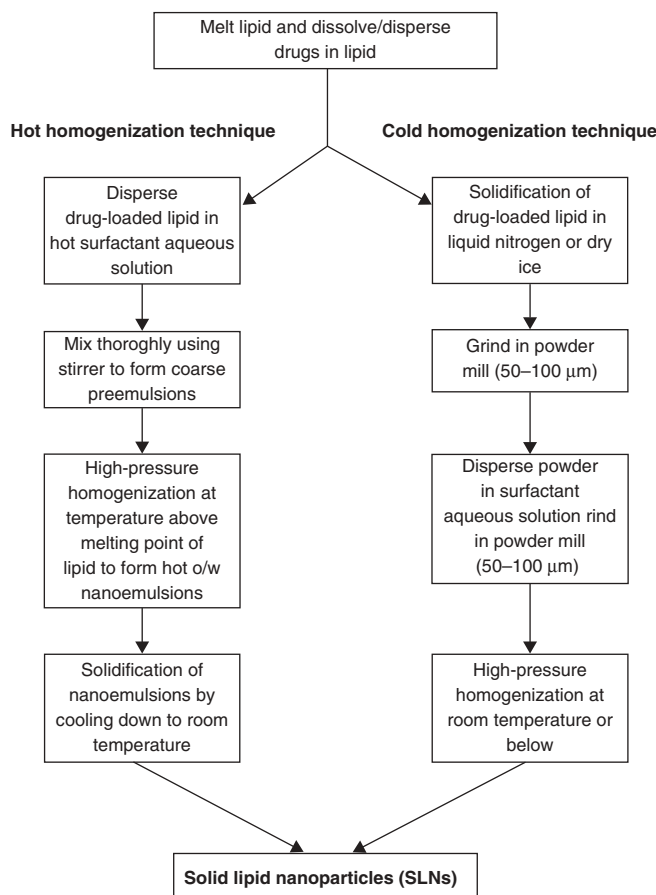 Melt lipid and dissolve/disperse
drugs in lipid
Hot homogenization technique
Cold homogenization technique
Disperse
drug-loaded lipid in
hot surfactant aqueous
solution
Mix thoroghly using
stirrer to form coarse
preemulsions
High-pressure
homogenization at
temperature above
melting point of
lipid to form hot o/w
nanoemulsions
Solidification of
nanoemulsions by
cooling down to room
temperature
Solidification of
drug-loaded lipid in
liquid nitrogen or dry
ice
Grind in powder
mill (50–100 μm)
Disperse powder
in surfactant
aqueous solution rind
in powder mill
(50–100 μm)
High-pressure
homogenization at
room temperature or
below
Solid lipid nanoparticles (SLNs)